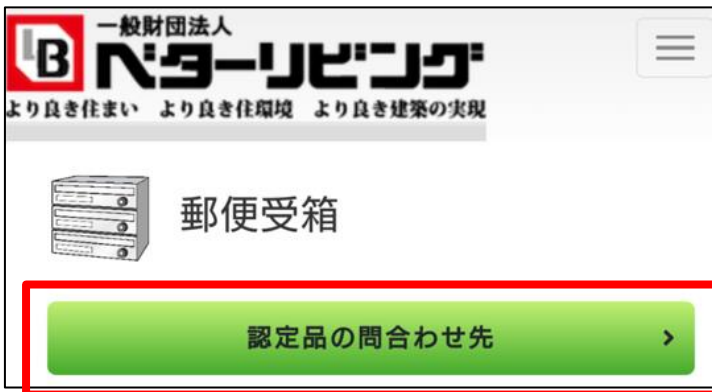 一般財団法人
ベターリビング
より良き住まい より良き住環境 より良き建築の実現
郵便受箱
認定品の問合わせ先